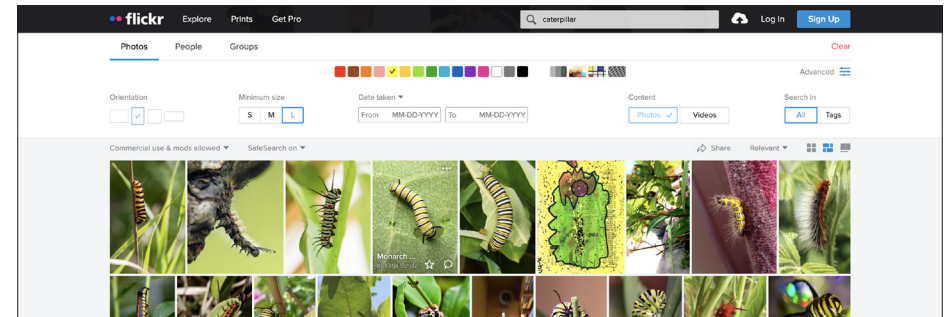 flickr Explore Prints Get Pro caterpillar Log In Sign Up
Photos People Groups Clear
Advanced
Orientation Minimum size Date taken Content Search in
S M L From MM-DD-YYYY To MM-DD-YYYY Photos Videos All Tags
Commercial use & mods allowed SafeSearch on Share Relevant
Monarch ...